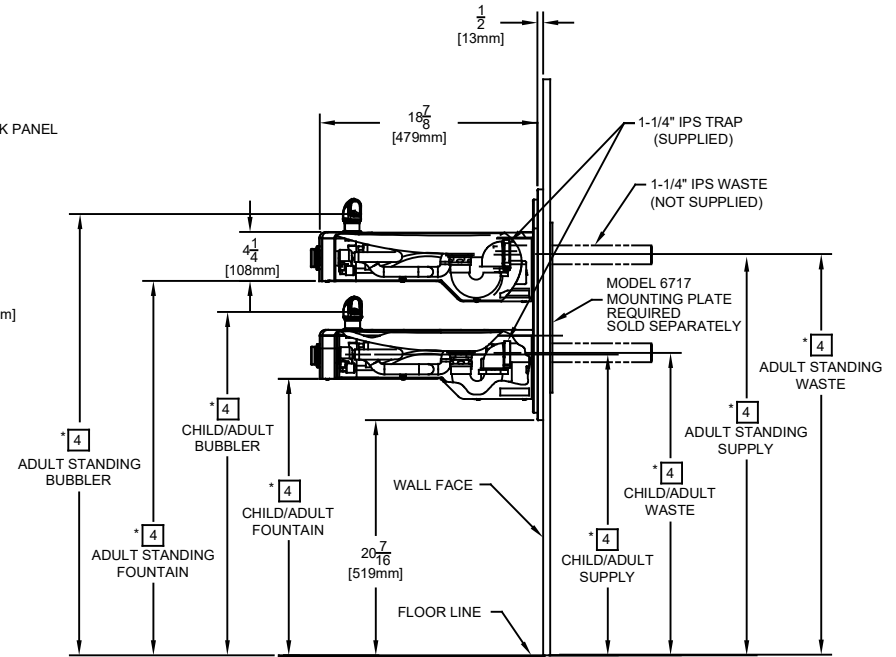 1
2
[13mm]
K PANEL
18 7/8
[479mm]
1-1/4" IPS TRAP
(SUPPLIED)
1-1/4" IPS WASTE
(NOT SUPPLIED)
4 1/4
[108mm]
MODEL 6717
MOUNTING PLATE
REQUIRED
SOLD SEPARATELY
m]
* 4
ADULT STANDING
WASTE
* 4
CHILD/ADULT
BUBBLER
* 4
ADULT STANDING
SUPPLY
* 4
ADULT STANDING
BUBBLER
* 4
CHILD/ADULT
WASTE
WALL FACE
* 4
CHILD/ADULT
FOUNTAIN
* 4
ADULT STANDING
FOUNTAIN
* 4
CHILD/ADULT
SUPPLY
20 7/16
[519mm]
FLOOR LINE